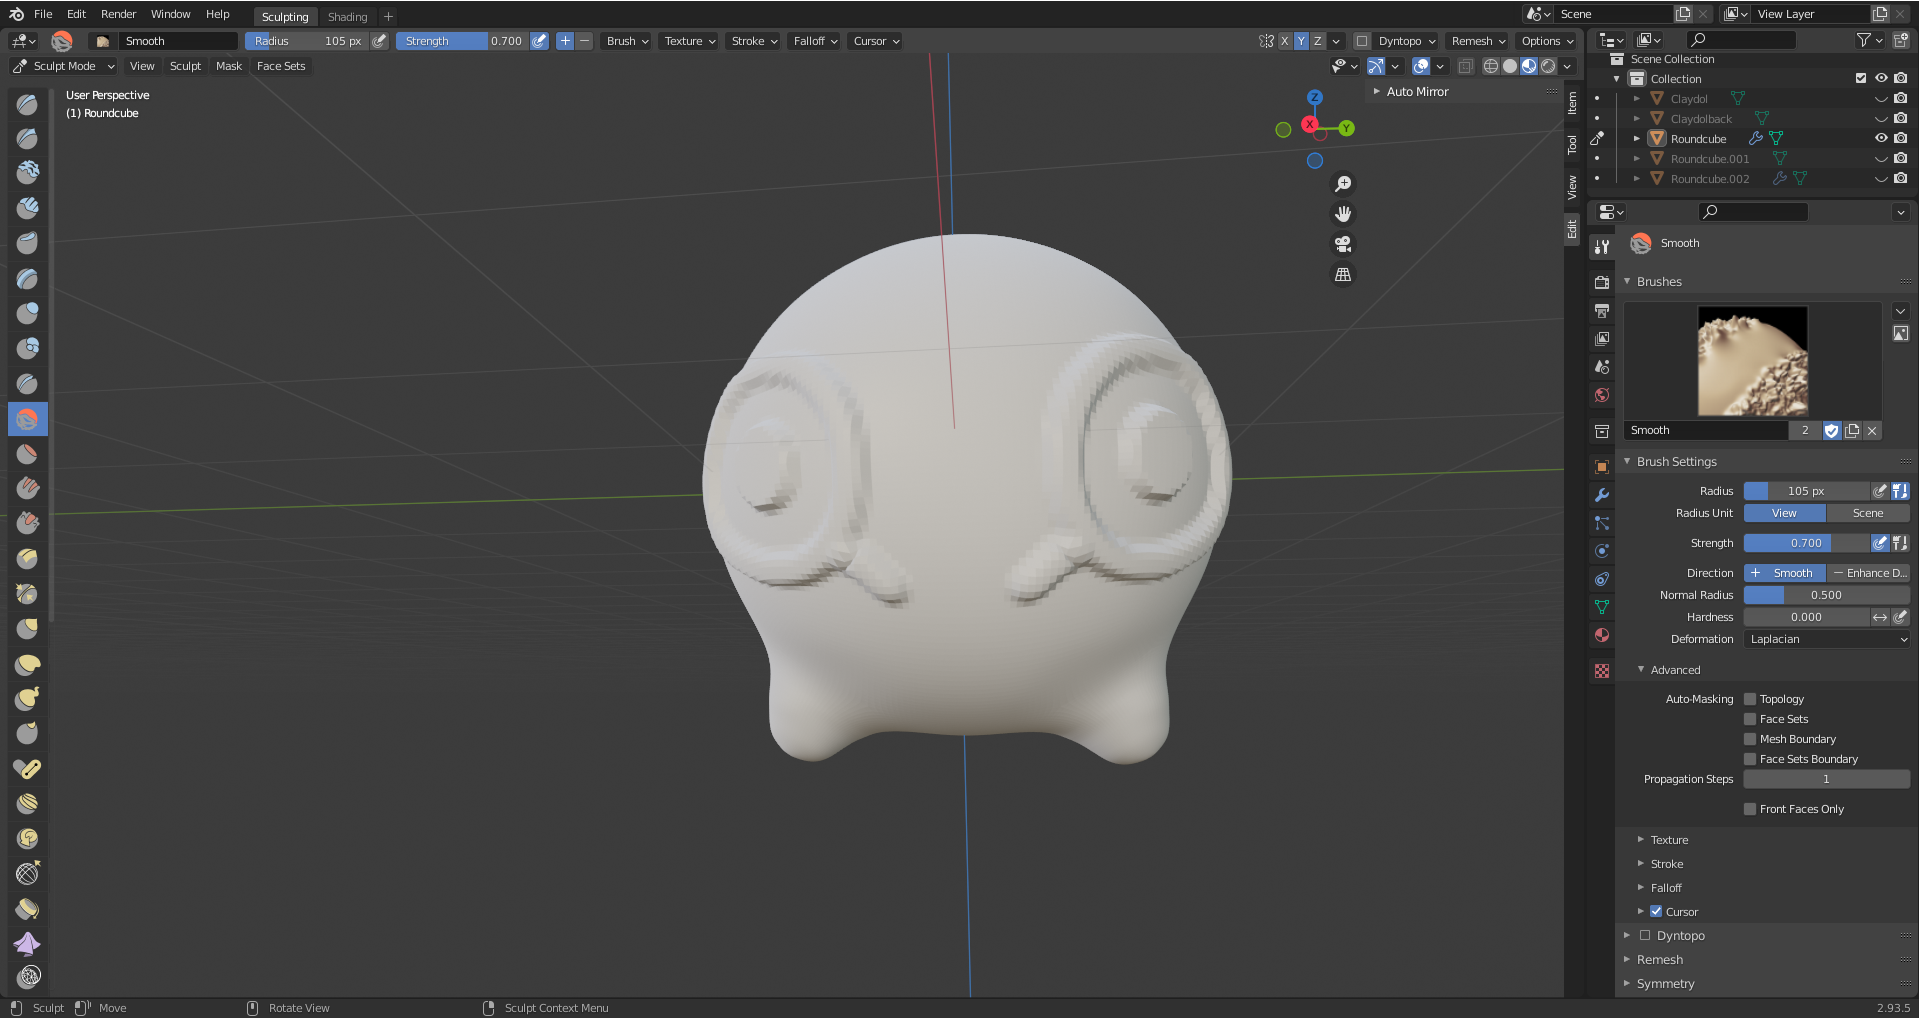 File Edit Render Window Help Sculpting Shading + Scene View Layer
Smooth Radius 105 px Strength 0.700 + − Brush Texture Stroke Falloff Cursor X Y Z Dyntopo Remesh Options
Sculpt Mode View Sculpt Mask Face Sets
User Perspective
(1) Roundcube
Auto Mirror
Z
X
Y
Item
Tool
View
Edit
Scene Collection
Collection
Claydol
Claydolback
Roundcube
Roundcube.001
Roundcube.002
Smooth
Brushes
Smooth 2
Brush Settings
Radius 105 px
Radius Unit View Scene
Strength 0.700
Direction + Smooth − Enhance D...
Normal Radius 0.500
Hardness 0.000
Deformation Laplacian
Advanced
Auto-Masking Topology
Face Sets
Mesh Boundary
Face Sets Boundary
Propagation Steps 1
Front Faces Only
Texture
Stroke
Falloff
Cursor
Dyntopo
Remesh
Symmetry
Sculpt Move Rotate View Sculpt Context Menu 2.93.5